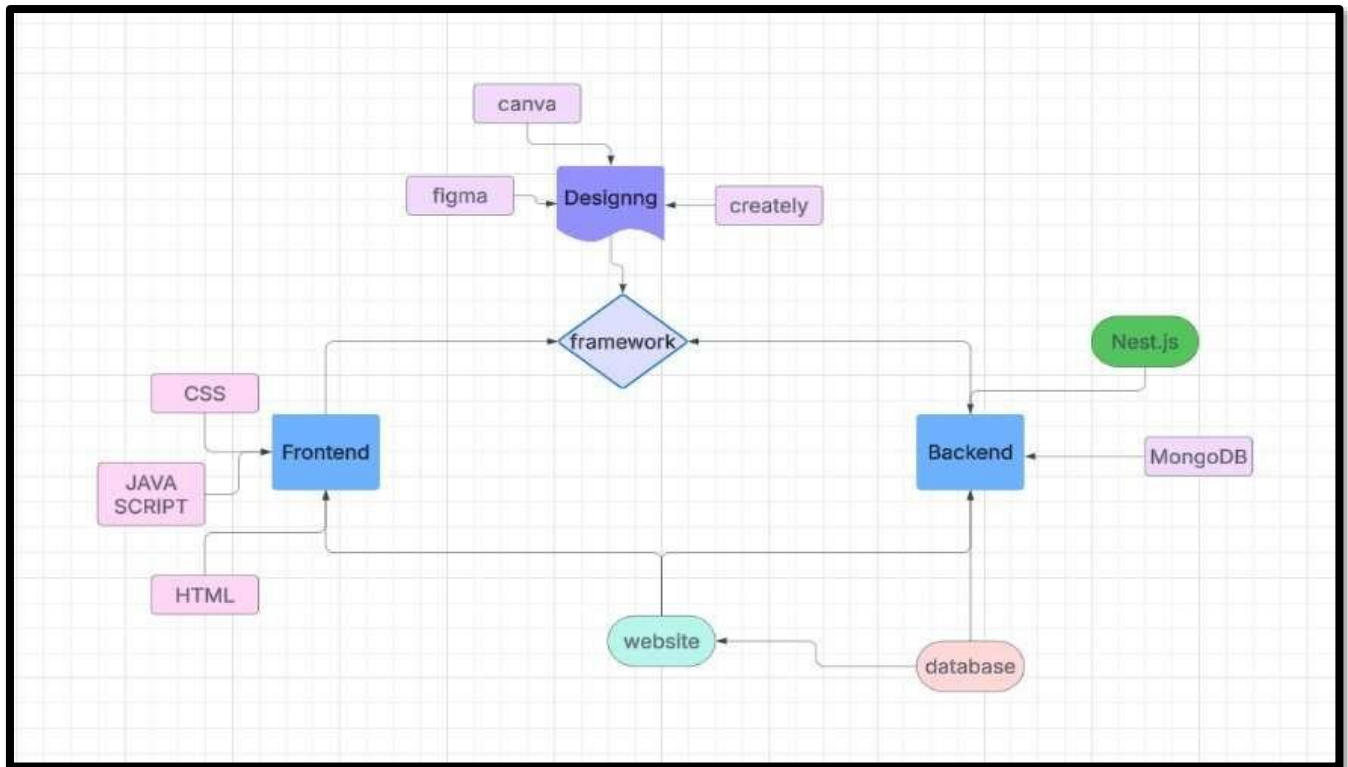 canva
figma
Designng
creately
framework
Nest.js
CSS
Frontend
Backend
MongoDB
JAVA
SCRIPT
HTML
website
database